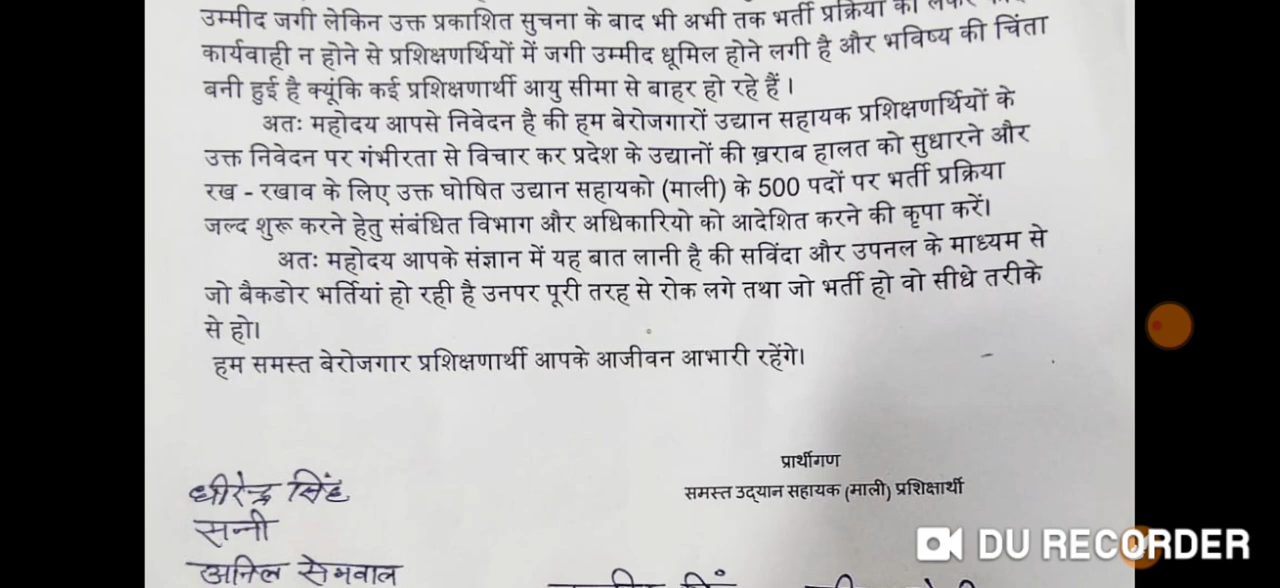 उम्मीद जगी लेकिन उक्त प्रकाशित सुचना के बाद भी अभी तक भर्ती प्रक्रिया को लेकर
कार्यवाही न होने से प्रशिक्षणर्थियों में जगी उम्मीद धूमिल होने लगी है और भविष्य की चिंता
बनी हुई है क्यूंकि कई प्रशिक्षणार्थी आयु सीमा से बाहर हो रहे हैं ।
अतः महोदय आपसे निवेदन है की हम बेरोजगारों उद्यान सहायक प्रशिक्षणर्थियों के
उक्त निवेदन पर गंभीरता से विचार कर प्रदेश के उद्यानों की ख़राब हालत को सुधारने और
रख - रखाव के लिए उक्त घोषित उद्यान सहायको (माली) के 500 पदों पर भर्ती प्रक्रिया
जल्द शुरू करने हेतु संबंधित विभाग और अधिकारियो को आदेशित करने की कृपा करें।
अतः महोदय आपके संज्ञान में यह बात लानी है की सविंदा और उपनल के माध्यम से
जो बैकडोर भर्तियां हो रही है उनपर पूरी तरह से रोक लगे तथा जो भर्ती हो वो सीधे तरीके
से हो।
हम समस्त बेरोजगार प्रशिक्षणार्थी आपके आजीवन आभारी रहेंगे।
प्रार्थीगण
समस्त उद्यान सहायक (माली) प्रशिक्षार्थी
धीरेन्द्र सिंह
सन्नी
अनिल सेमवाल
DU RECORDER